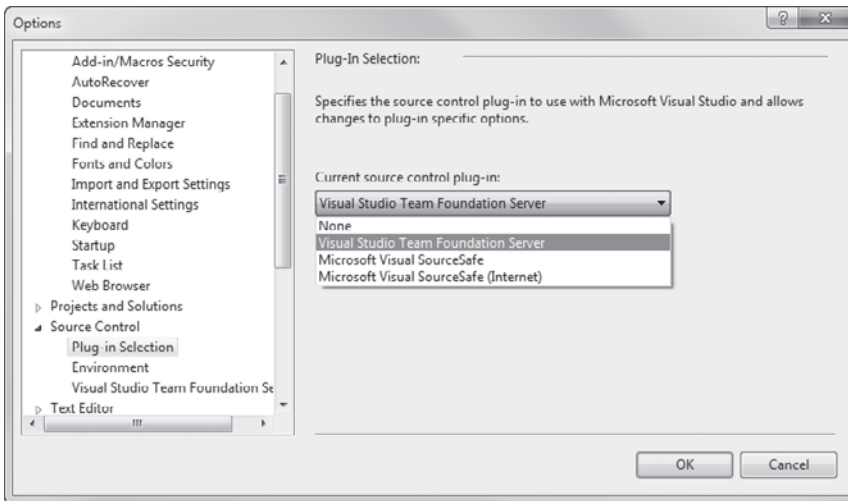 Options
Add-in/Macros Security
AutoRecover
Documents
Extension Manager
Find and Replace
Fonts and Colors
Import and Export Settings
International Settings
Keyboard
Startup
Task List
Web Browser
Projects and Solutions
Source Control
Plug-in Selection
Environment
Visual Studio Team Foundation Se
Text Editor
Plug-In Selection:
Specifies the source control plug-in to use with Microsoft Visual Studio and allows
changes to plug-in specific options.
Current source control plug-in:
Visual Studio Team Foundation Server
None
Visual Studio Team Foundation Server
Microsoft Visual SourceSafe
Microsoft Visual SourceSafe (Internet)
OK
Cancel